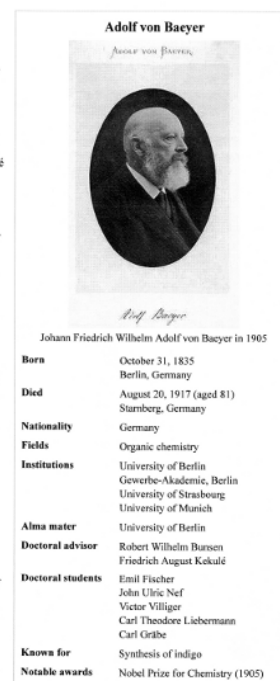 Adolf von Baeyer
ADOLF VON BAEYER
Adolf Baeyer
Johann Friedrich Wilhelm Adolf von Baeyer in 1905
Born October 31, 1835
Berlin, Germany
Died August 20, 1917 (aged 81)
Starnberg, Germany
Nationality Germany
Fields Organic chemistry
Institutions University of Berlin
Gewerbe-Akademie, Berlin
University of Strasbourg
University of Munich
Alma mater University of Berlin
Doctoral advisor Robert Wilhelm Bunsen
Friedrich August Kekulé
Doctoral students Emil Fischer
John Ulric Nef
Victor Villiger
Carl Theodore Liebermann
Carl Gräbe
Known for Synthesis of indigo
Notable awards Nobel Prize for Chemistry (1905)